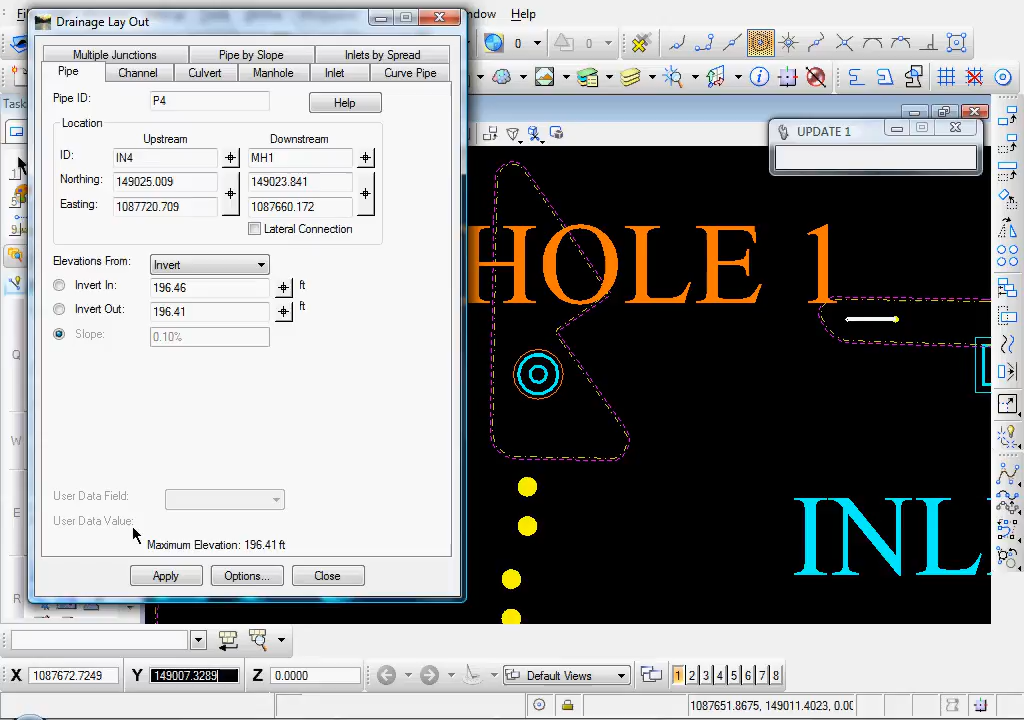 Fi
ndow Help
Drainage Lay Out
0
0
Multiple Junctions Pipe by Slope Inlets by Spread
Pipe Channel Culvert Manhole Inlet Curve Pipe
Task
Pipe ID: P4 Help
UPDATE 1
Location
Upstream Downstream
ID: IN4 MH1
Northing: 149025.009 149023.841
Easting: 1087720.709 1087660.172
Lateral Connection
HOLE 1
Elevations From: Invert
Invert In: 196.46 ft
Invert Out: 196.41 ft
Slope: 0.10%
Q
W
E
R
INL
User Data Field:
User Data Value:
Maximum Elevation: 196.41 ft
Apply Options... Close
X 1087672.7249 Y 149007.3289 Z 0.0000 Default Views 1 2 3 4 5 6 7 8
1087651.8675, 149011.4023, 0.00